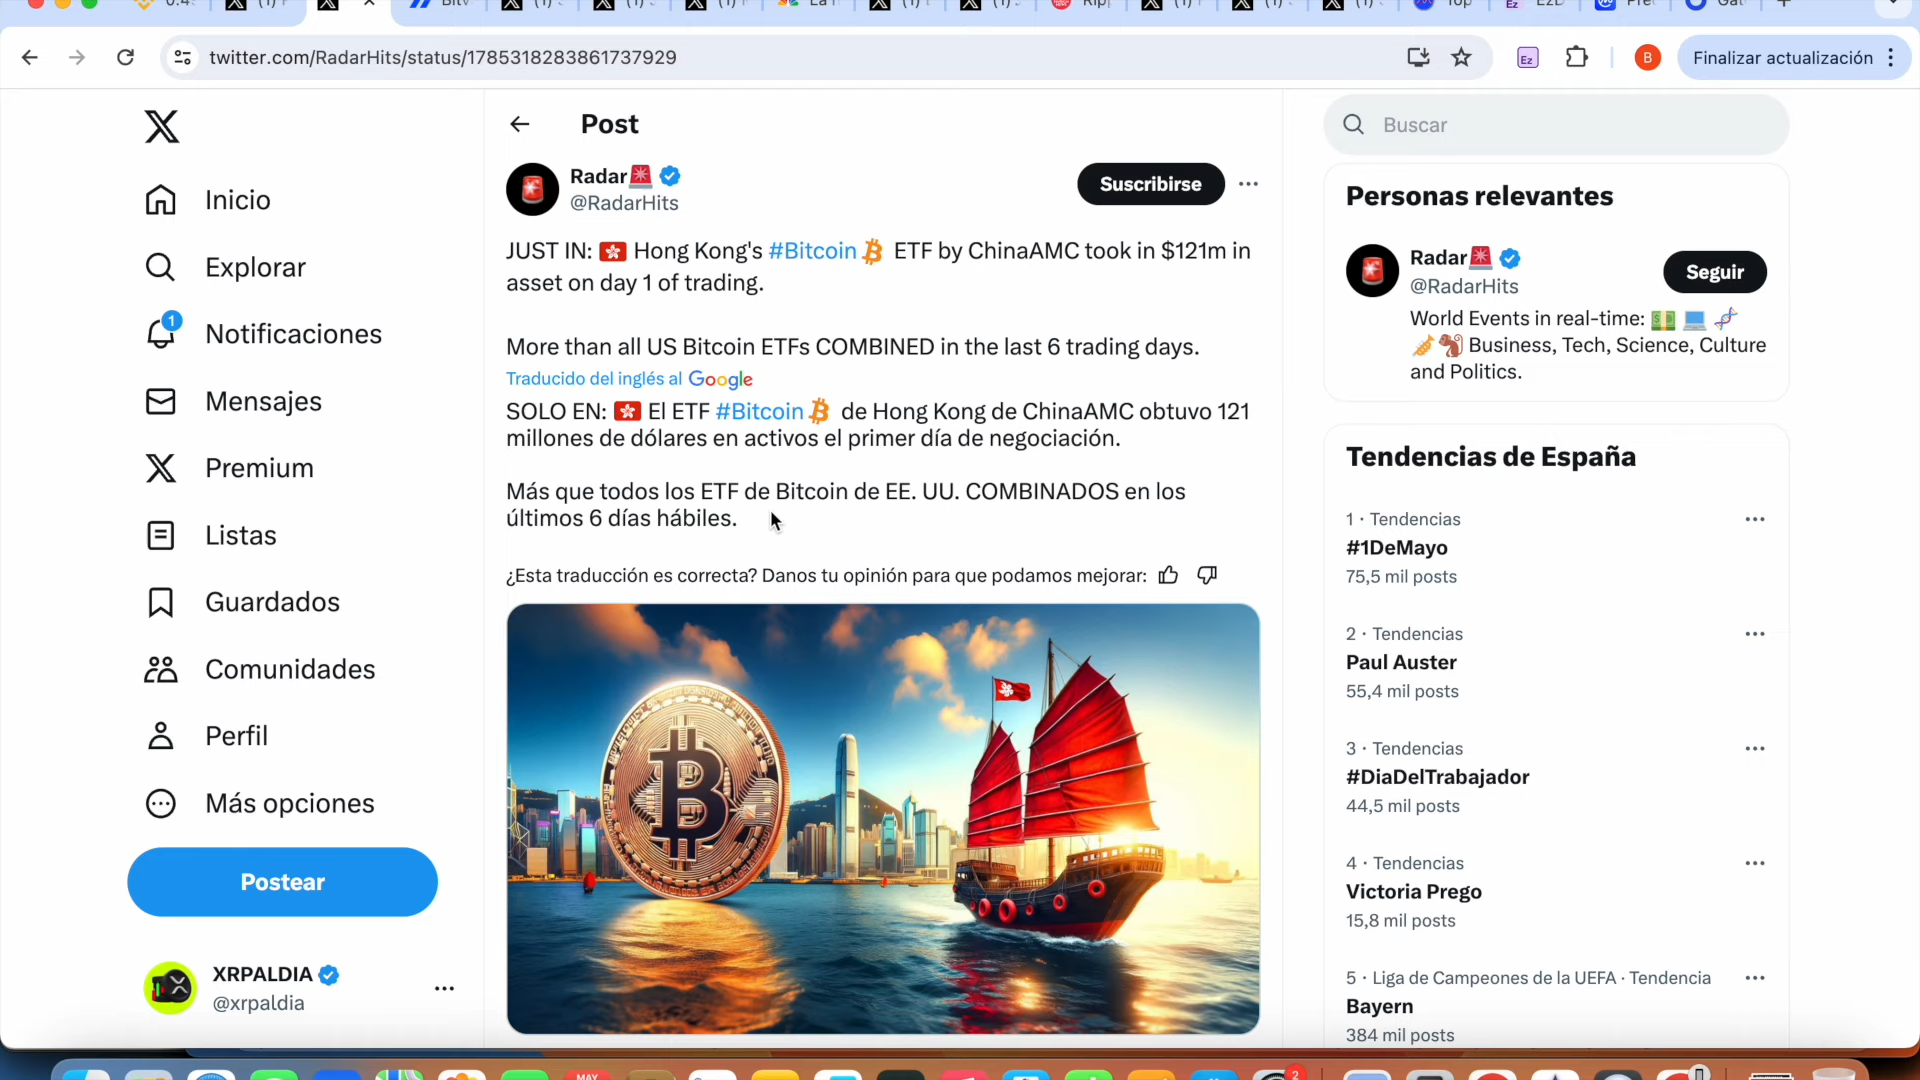 twitter.com/RadarHits/status/1785318283861737929
Ez
B
Finalizar actualización
Inicio
Explorar
1
Notificaciones
Mensajes
Premium
Listas
Guardados
Comunidades
Perfil
Más opciones
Postear
XRPALDIA
@xrpaldia
Post
Radar
@RadarHits
Suscribirse
JUST IN: Hong Kong's #Bitcoin ETF by ChinaAMC took in $121m in
asset on day 1 of trading.
More than all US Bitcoin ETFs COMBINED in the last 6 trading days.
Traducido del inglés al Google
SOLO EN: El ETF #Bitcoin de Hong Kong de ChinaAMC obtuvo 121
millones de dólares en activos el primer día de negociación.
Más que todos los ETF de Bitcoin de EE. UU. COMBINADOS en los
últimos 6 días hábiles.
¿Esta traducción es correcta? Danos tu opinión para que podamos mejorar:
Buscar
Personas relevantes
Radar
@RadarHits
Seguir
World Events in real-time:
Business, Tech, Science, Culture
and Politics.
Tendencias de España
1 · Tendencias
#1DeMayo
75,5 mil posts
2 · Tendencias
Paul Auster
55,4 mil posts
3 · Tendencias
#DiaDelTrabajador
44,5 mil posts
4 · Tendencias
Victoria Prego
15,8 mil posts
5 · Liga de Campeones de la UEFA · Tendencia
Bayern
384 mil posts
MAY
2